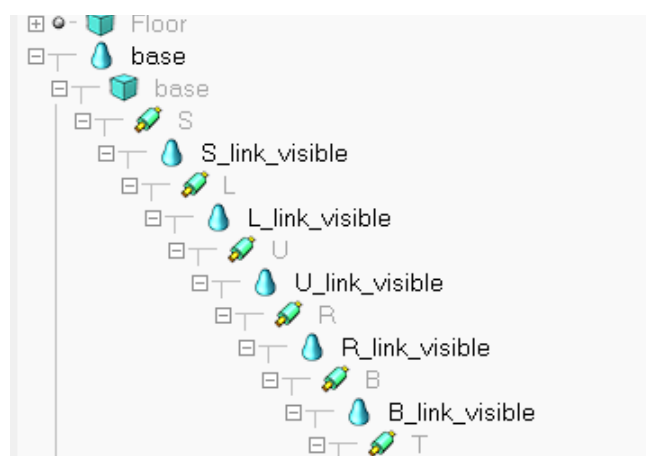 Floor
base
base
S
S_link_visible
L
L_link_visible
U
U_link_visible
R
R_link_visible
B
B_link_visible
T